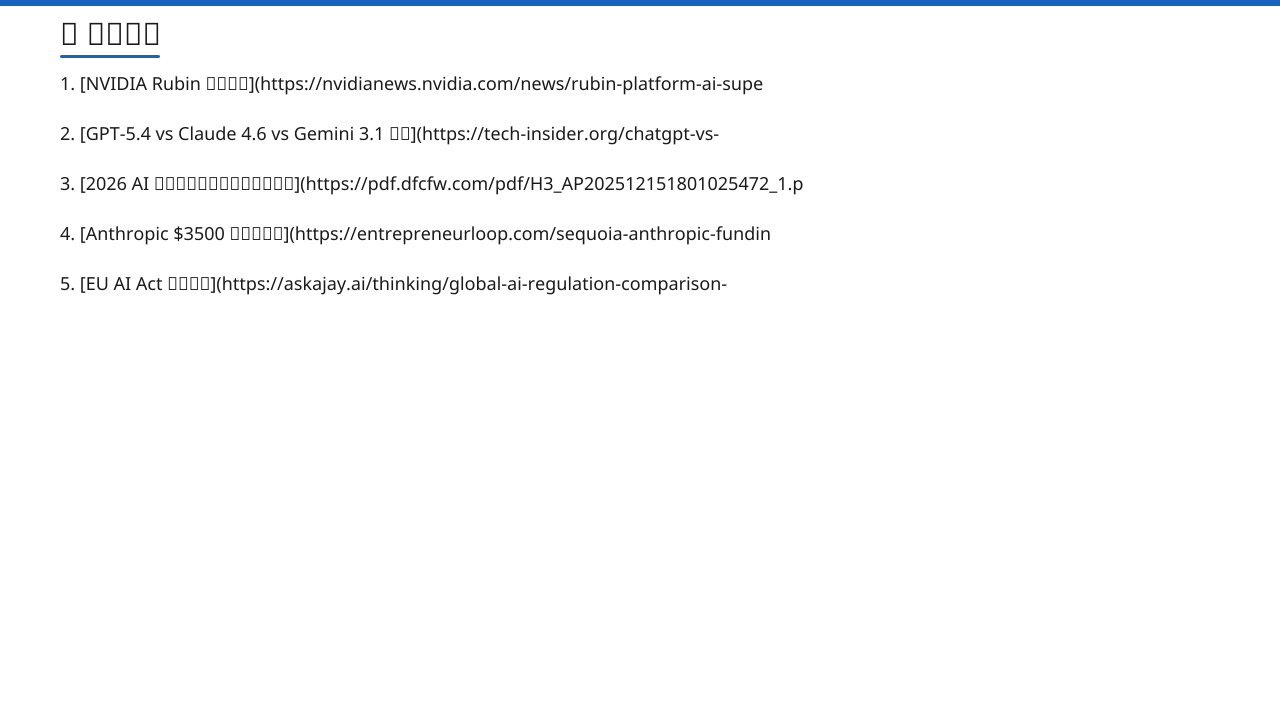 1. [NVIDIA Rubin ](https://nvidianews.nvidia.com/news/rubin-platform-ai-supe
2. [GPT-5.4 vs Claude 4.6 vs Gemini 3.1 ](https://tech-insider.org/chatgpt-vs-
3. [2026 AI ](https://pdf.dfcfw.com/pdf/H3_AP202512151801025472_1.p
4. [Anthropic $3500 ](https://entrepreneurloop.com/sequoia-anthropic-fundin
5. [EU AI Act ](https://askajay.ai/thinking/global-ai-regulation-comparison-